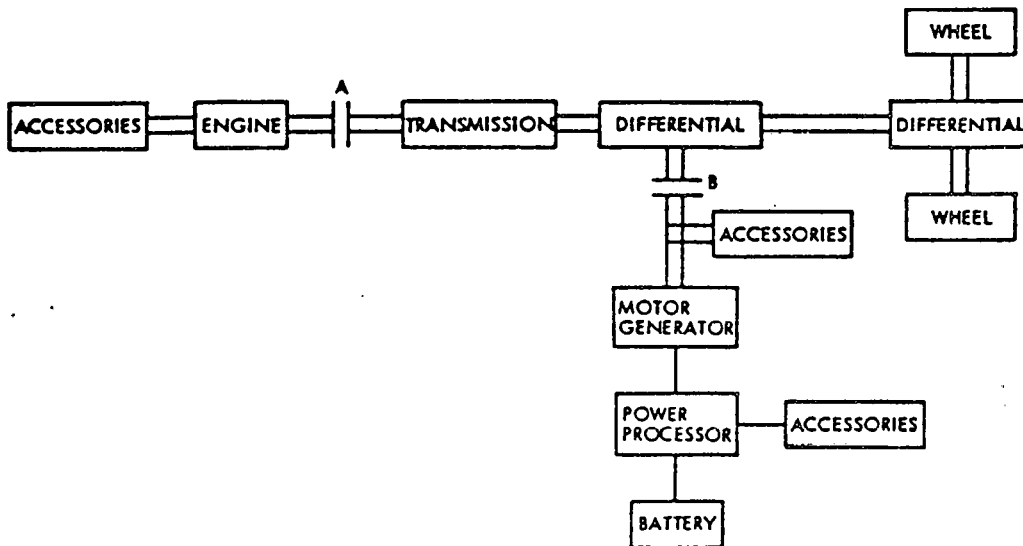 WHEEL
A
ACCESSORIES
ENGINE
TRANSMISSION
DIFFERENTIAL
DIFFERENTIAL
B
ACCESSORIES
WHEEL
MOTOR
GENERATOR
POWER
PROCESSOR
ACCESSORIES
BATTERY